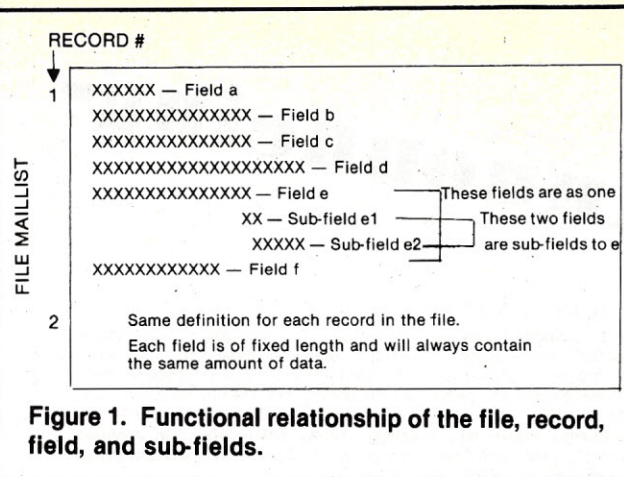 RECORD #
FILE MAILLIST
1
XXXXXX — Field a
XXXXXXXXXXXXXXX — Field b
XXXXXXXXXXXXXXX — Field c
XXXXXXXXXXXXXXXXXXXX — Field d
XXXXXXXXXXXXXXX — Field e These fields are as one
XX — Sub-field e1 These two fields
XXXXX — Sub-field e2 are sub-fields to e
XXXXXXXXXXXX — Field f
2 Same definition for each record in the file.
Each field is of fixed length and will always contain
the same amount of data.
Figure 1. Functional relationship of the file, record,
field, and sub-fields.